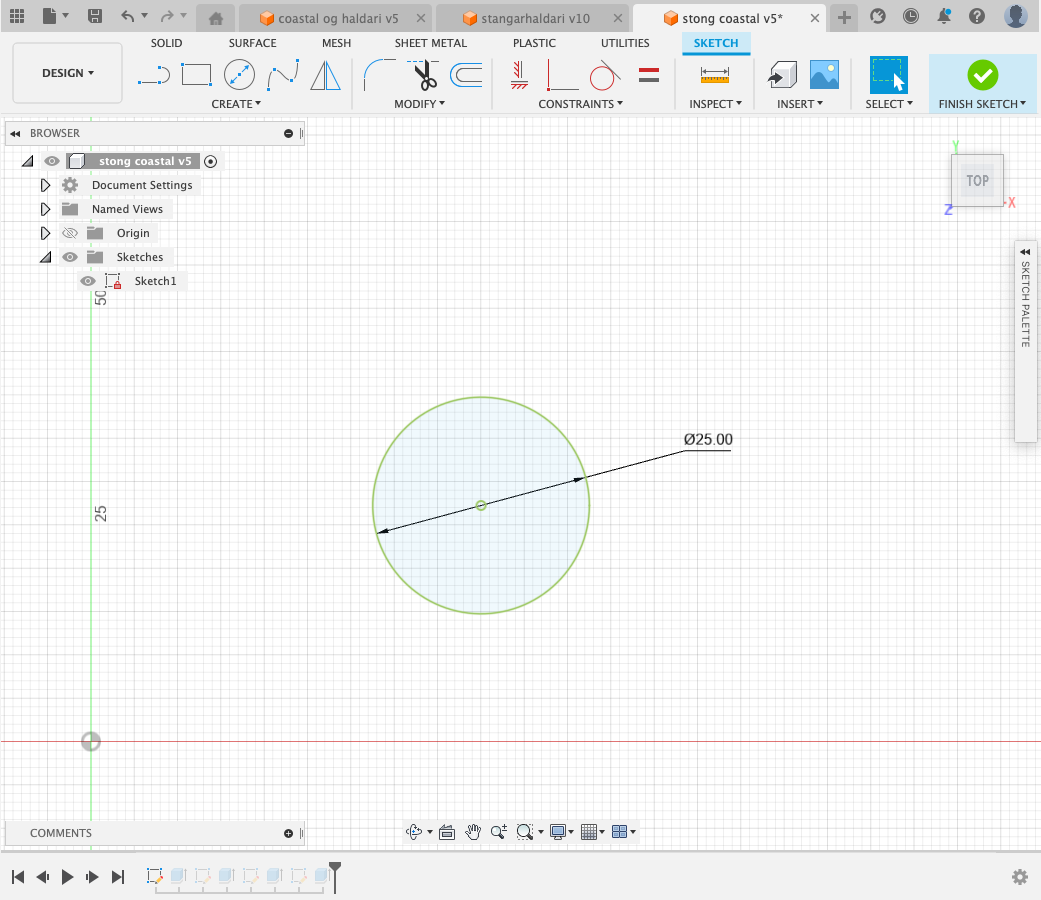 coastal og haldari v5
stangarhaldari v10
stong coastal v5*
DESIGN
SOLID
SURFACE
MESH
SHEET METAL
PLASTIC
UTILITIES
SKETCH
CREATE
MODIFY
CONSTRAINTS
INSPECT
INSERT
SELECT
FINISH SKETCH
BROWSER
stong coastal v5
Document Settings
Named Views
Origin
Sketches
Sketch1
Y
TOP
X
Z
SKETCH PALETTE
50
Ø25.00
25
COMMENTS